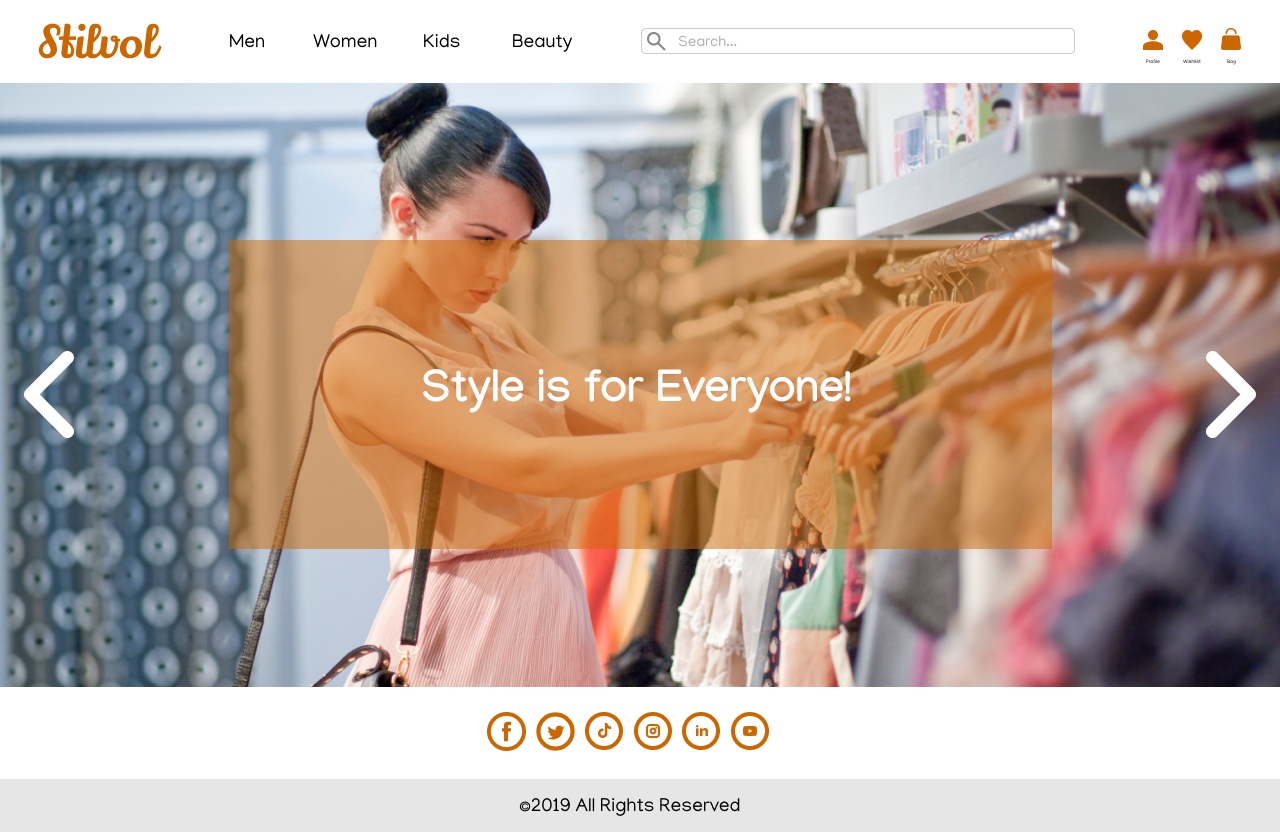 Stilvol
Men Women Kids Beauty
Search...
Profile Wishlist Bag
Style is for Everyone!
©2019 All Rights Reserved